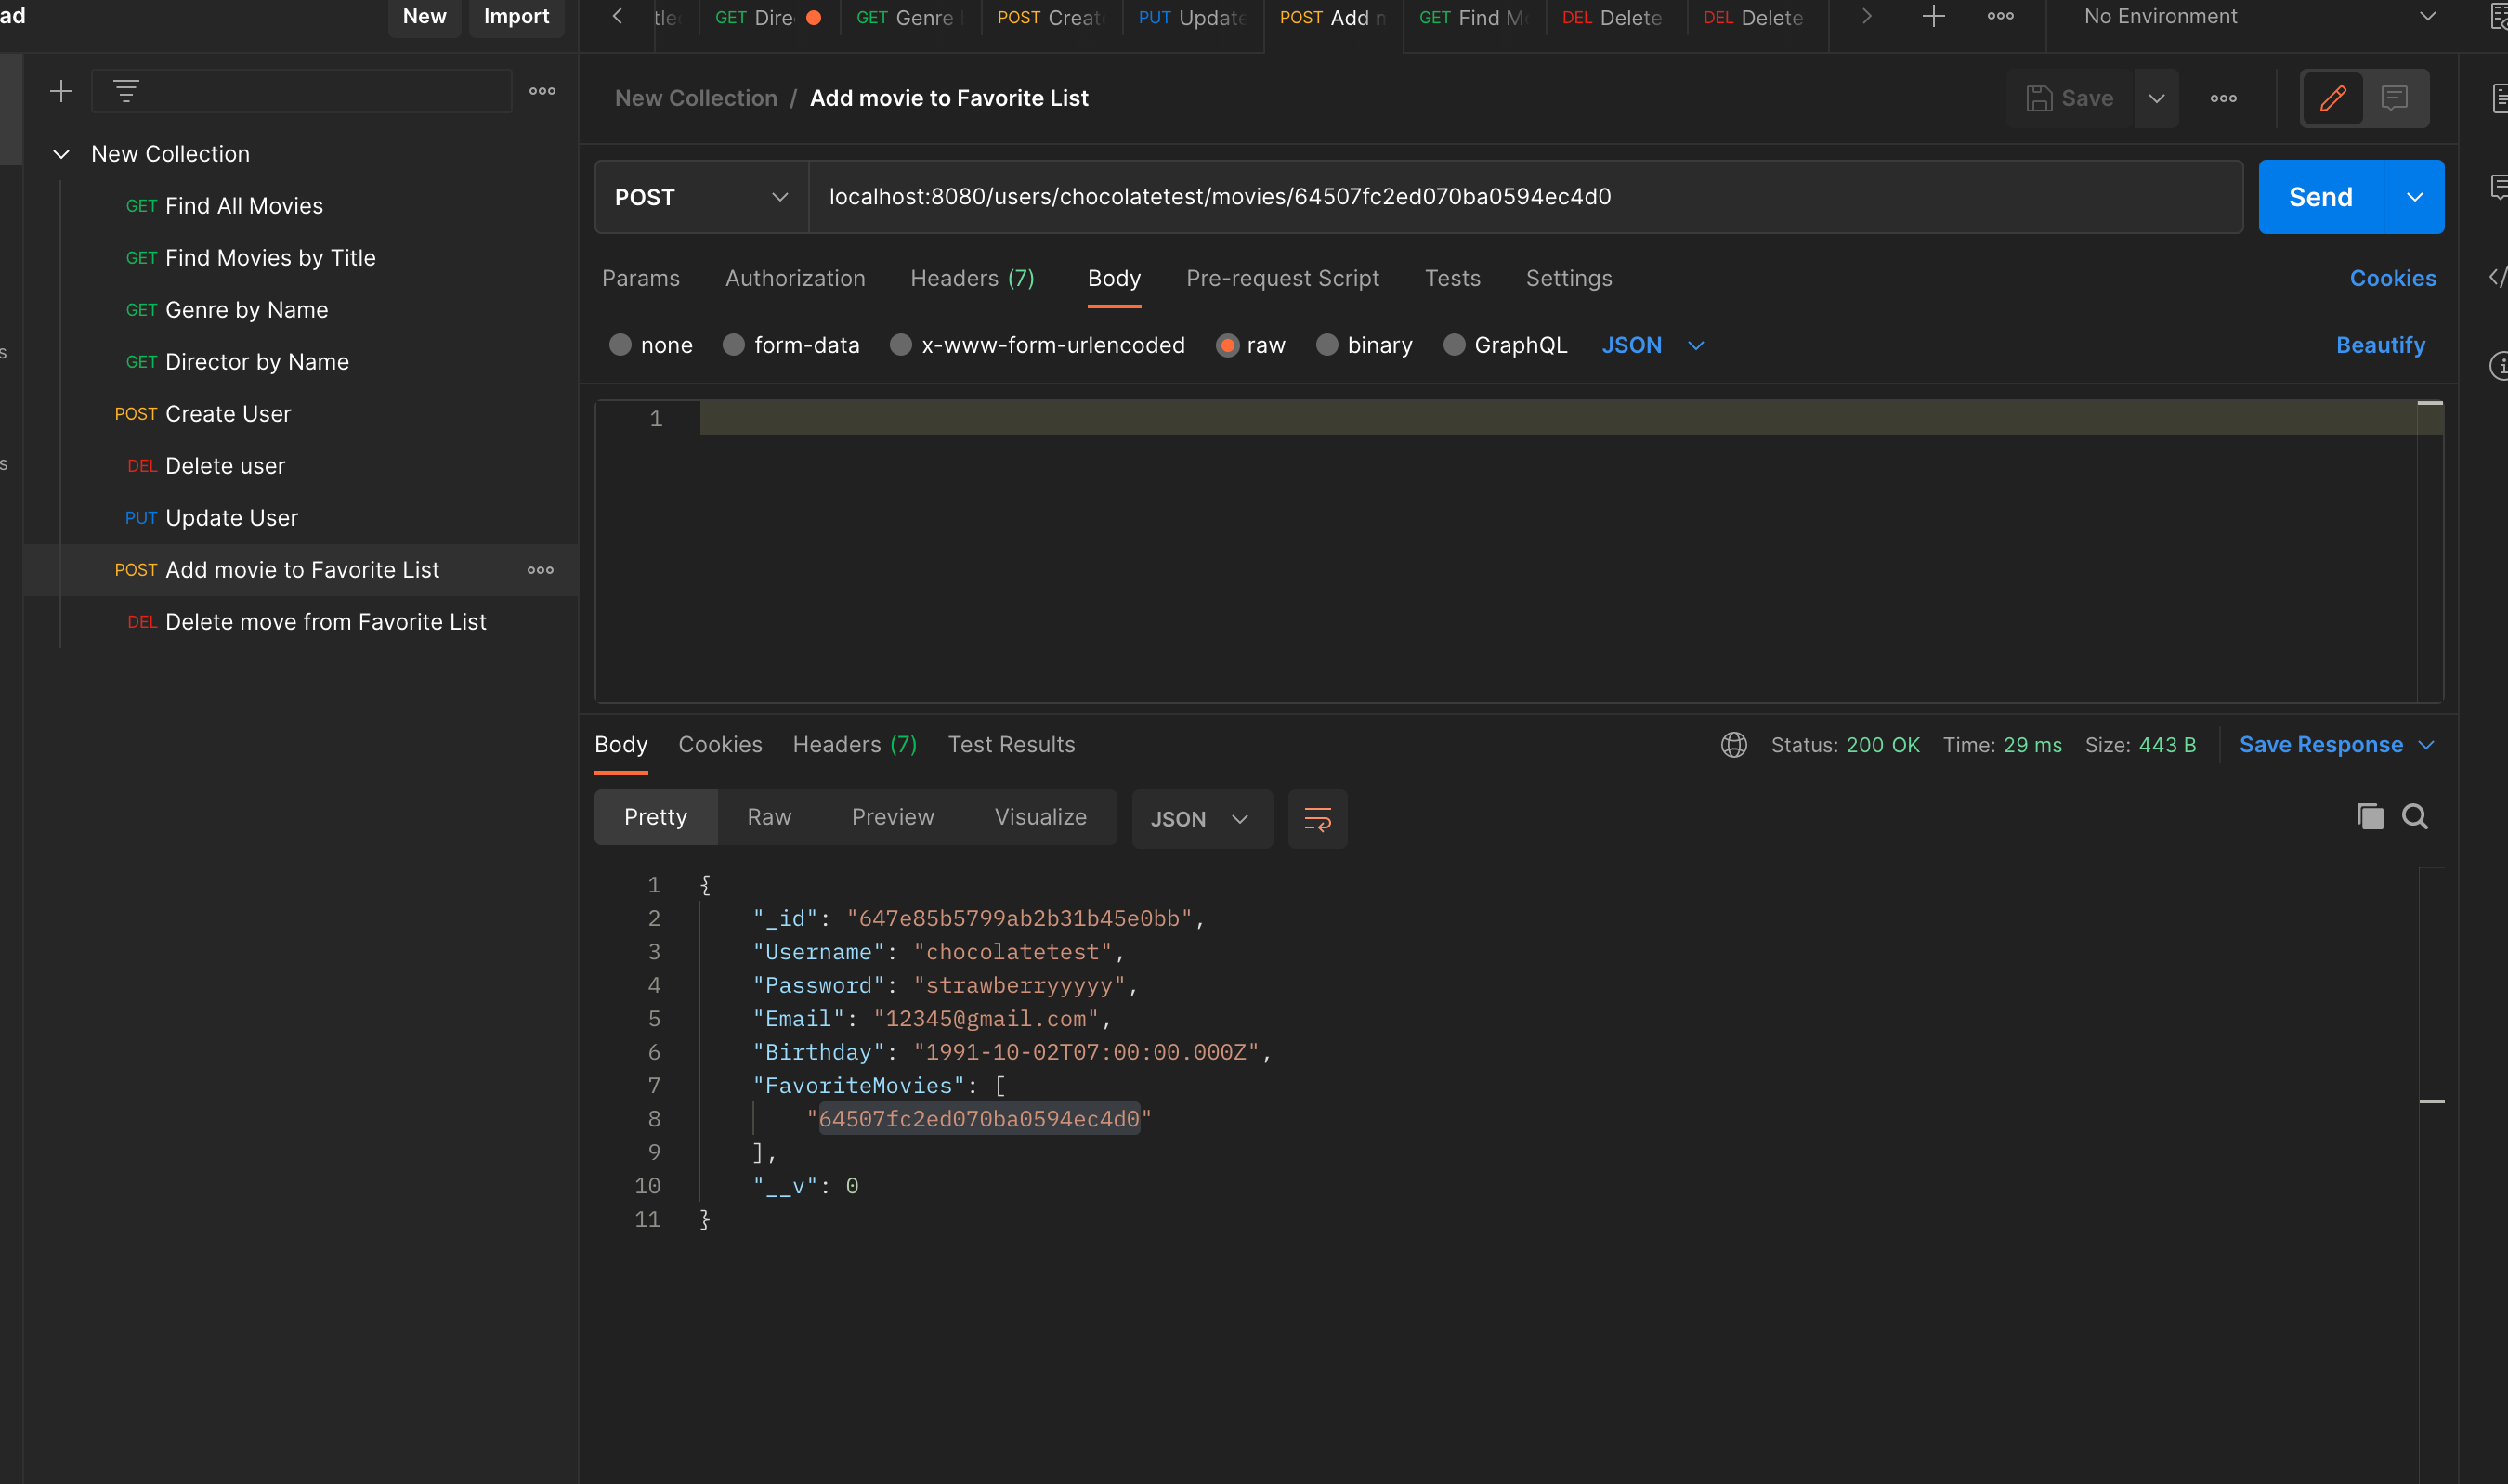 ad
New
Import
GET Dire
GET Genre
POST Creat
PUT Update
POST Add
GET Find M
DEL Delete
DEL Delete
No Environment
New Collection / Add movie to Favorite List
Save
New Collection
GET Find All Movies
GET Find Movies by Title
GET Genre by Name
GET Director by Name
POST Create User
DEL Delete user
PUT Update User
POST Add movie to Favorite List
DEL Delete move from Favorite List
s
s
POST
localhost:8080/users/chocolatetest/movies/64507fc2ed070ba0594ec4d0
Send
Params Authorization Headers (7) Body Pre-request Script Tests Settings Cookies
none form-data x-www-form-urlencoded raw binary GraphQL JSON Beautify
1
Body Cookies Headers (7) Test Results Status: 200 OK Time: 29 ms Size: 443 B Save Response
Pretty Raw Preview Visualize JSON
1 {
2 "_id": "647e85b5799ab2b31b45e0bb",
3 "Username": "chocolatetest",
4 "Password": "strawberryyyyy",
5 "Email": "12345@gmail.com",
6 "Birthday": "1991-10-02T07:00:00.000Z",
7 "FavoriteMovies": [
8 "64507fc2ed070ba0594ec4d0"
9 ],
10 "__v": 0
11 }